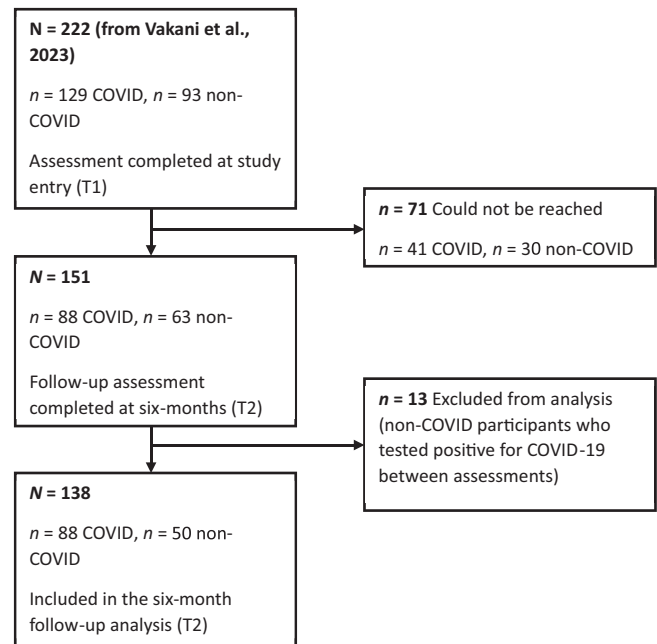 N = 222 (from Vakani et al.,
2023)
n = 129 COVID, n = 93 non-
COVID
Assessment completed at study
entry (T1)
n = 71 Could not be reached
n = 41 COVID, n = 30 non-COVID
N = 151
n = 88 COVID, n = 63 non-
COVID
Follow-up assessment
completed at six-months (T2)
n = 13 Excluded from analysis
(non-COVID participants who
tested positive for COVID-19
between assessments)
N = 138
n = 88 COVID, n = 50 non-
COVID
Included in the six-month
follow-up analysis (T2)